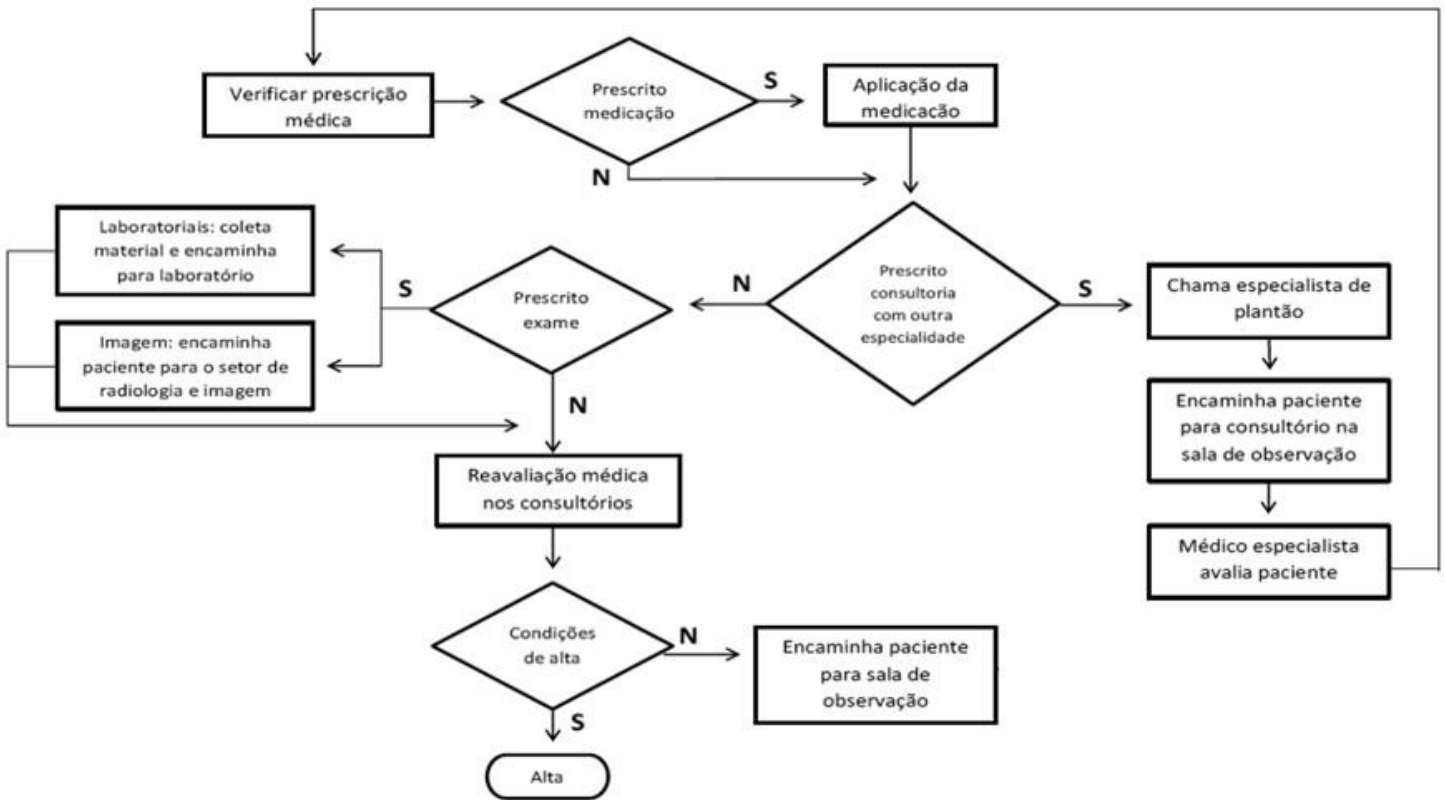 Verificar prescrição
médica
Prescrito
medicação
S
Aplicação da
medicação
N
Prescrito
consultoria
com outra
especialidade
S
Chama especialista de
plantão
Encaminha paciente
para consultório na
sala de observação
Médico especialista
avalia paciente
N
Prescrito
exame
S
Laboratoriais: coleta
material e encaminha
para laboratório
Imagem: encaminha
paciente para o setor de
radiologia e imagem
N
Reavaliação médica
nos consultórios
Condições
de alta
N
Encaminha paciente
para sala de
observação
S
Alta